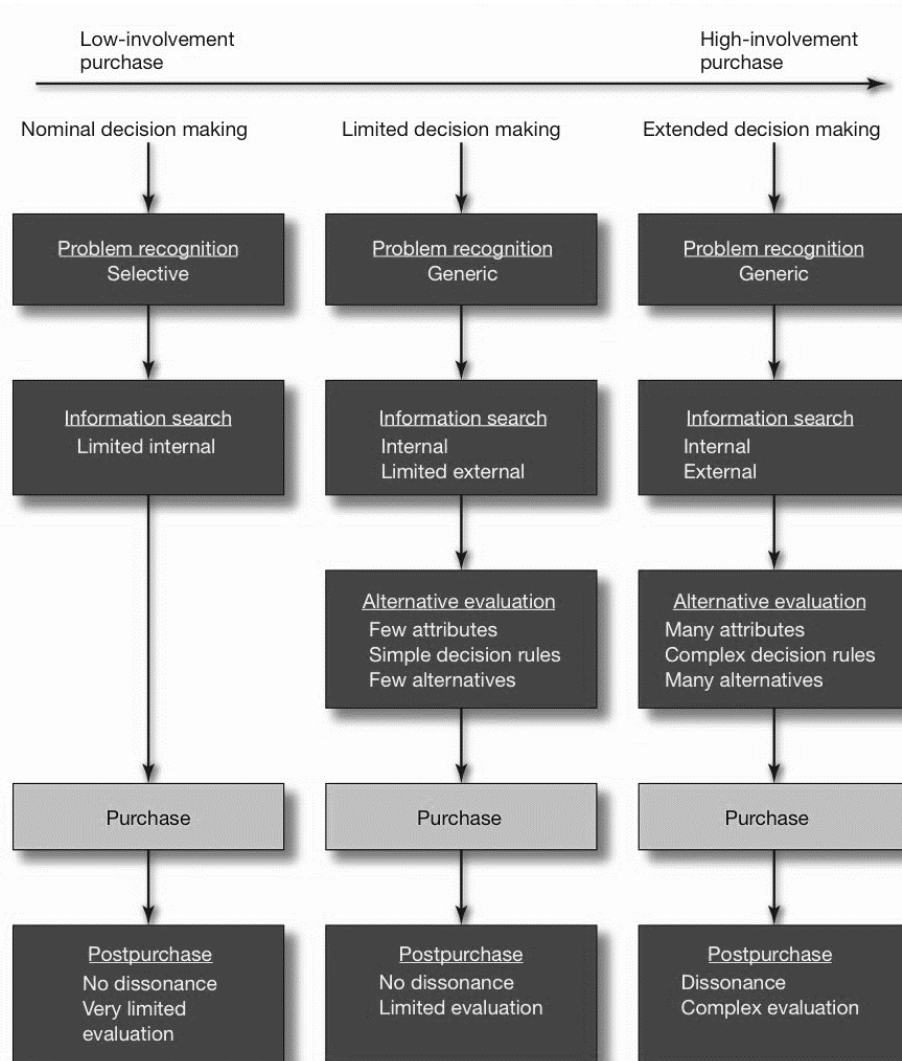 Low-involvement
purchase
High-involvement
purchase
Nominal decision making
Limited decision making
Extended decision making
Problem recognition
Selective
Problem recognition
Generic
Problem recognition
Generic
Information search
Limited internal
Information search
Internal
Limited external
Information search
Internal
External
Alternative evaluation
Few attributes
Simple decision rules
Few alternatives
Alternative evaluation
Many attributes
Complex decision rules
Many alternatives
Purchase
Purchase
Purchase
Postpurchase
No dissonance
Very limited
evaluation
Postpurchase
No dissonance
Limited evaluation
Postpurchase
Dissonance
Complex evaluation